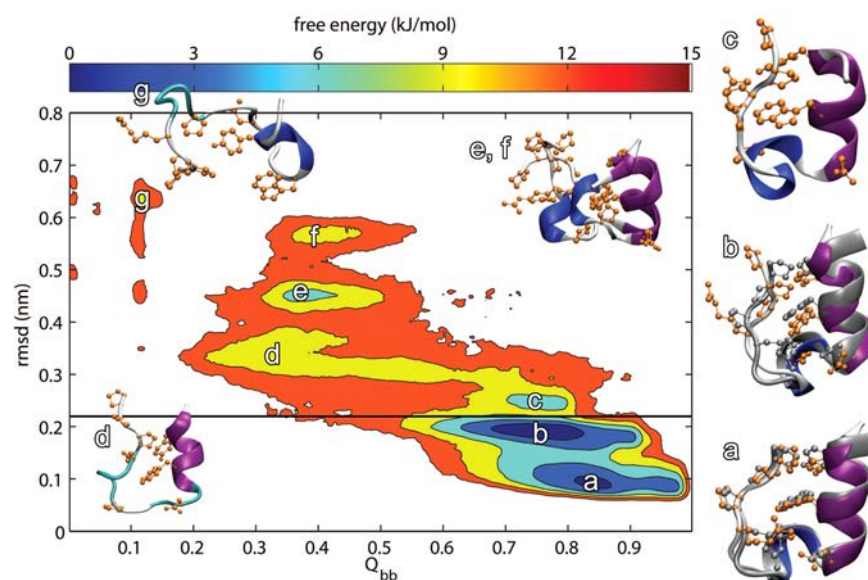 free energy (kJ/mol)
0 3 6 9 12 15
g
e, f
c
0.8
0.7
g
0.6
f
0.5
e
b
0.4
d
0.3
c
0.2
b
d
a
a
0.1
0
rmsd (nm)
0.1 0.2 0.3 0.4 0.5 0.6 0.7 0.8 0.9
Q_bb